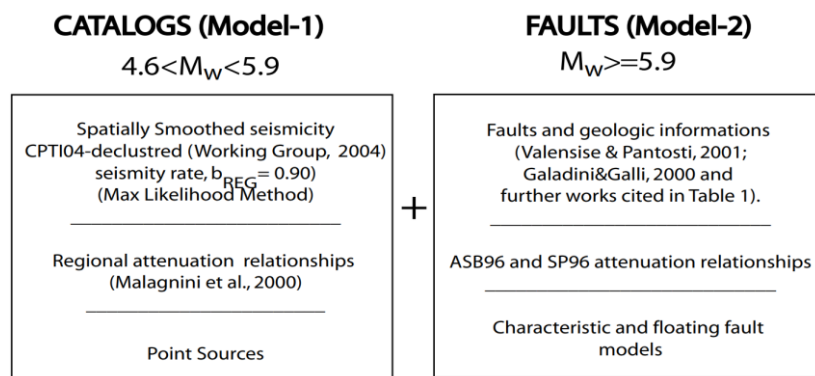 CATALOGS (Model-1)
4.6<Mw<5.9
Spatially Smoothed seismicity
CPTI04-declustred (Working Group, 2004)
seismity rate, bREG= 0.90)
(Max Likelihood Method)
Regional attenuation relationships
(Malagnini et al., 2000)
Point Sources
+
FAULTS (Model-2)
Mw>=5.9
Faults and geologic informations
(Valensise & Pantosti, 2001;
Galadini&Galli, 2000 and
further works cited in Table 1).
ASB96 and SP96 attenuation relationships
Characteristic and floating fault
models